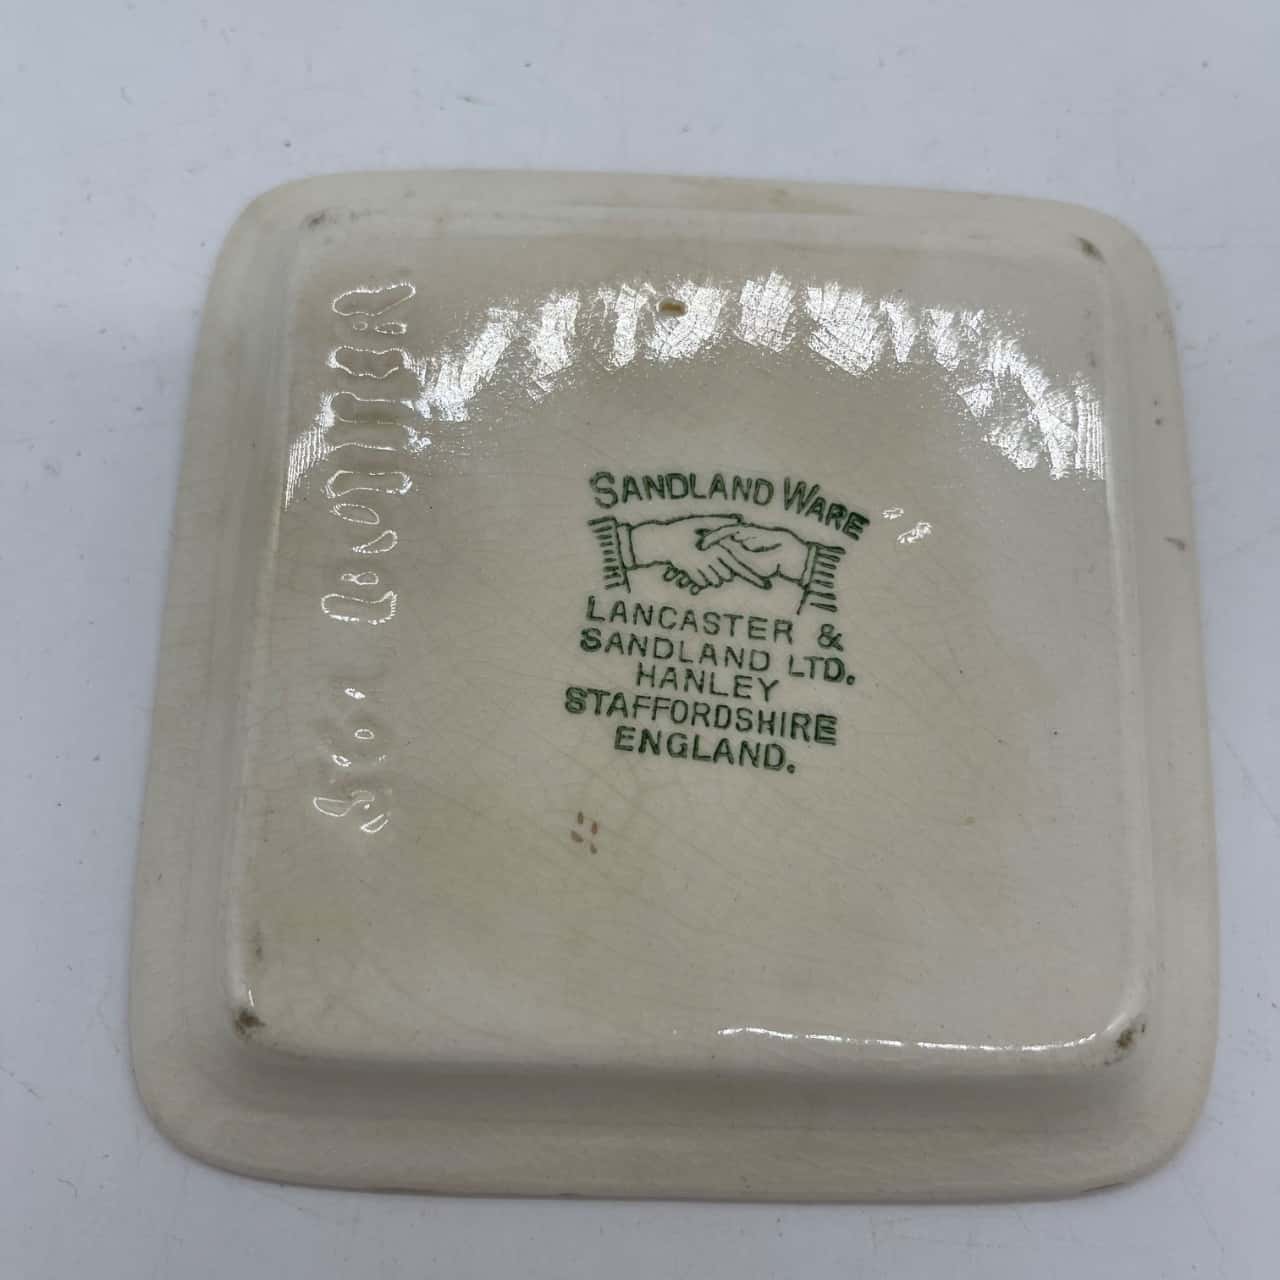 SANDLAND WARE
LANCASTER &
SANDLAND LTD.
HANLEY
STAFFORDSHIRE
ENGLAND.